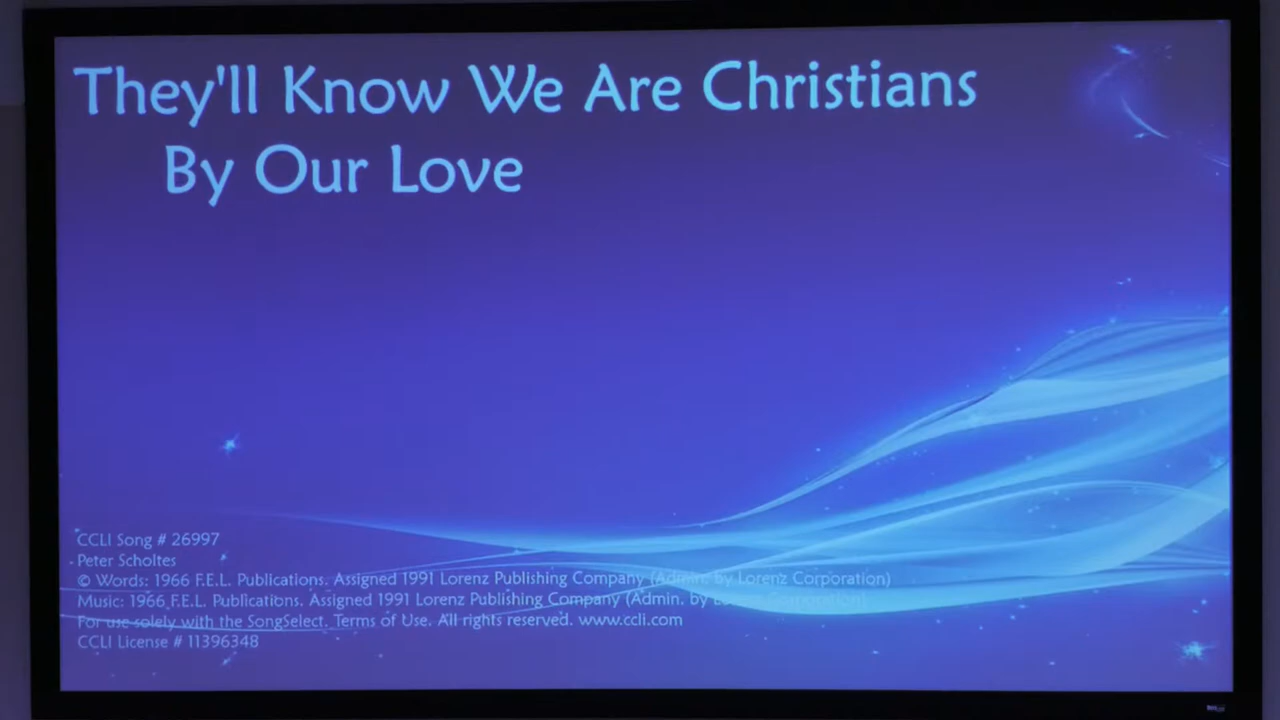 They'll Know We Are Christians
By Our Love
CCLI Song # 26997
Peter Scholtes
© Words: 1966 F.E.L. Publications. Assigned 1991 Lorenz Publishing Company (Admin. by Lorenz Corporation)
Music: 1966 F.E.L. Publications. Assigned 1991 Lorenz Publishing Company (Admin. by Lorenz Corporation)
For use solely with the SongSelect. Terms of Use. All rights reserved. www.ccli.com
CCLI License # 11396348